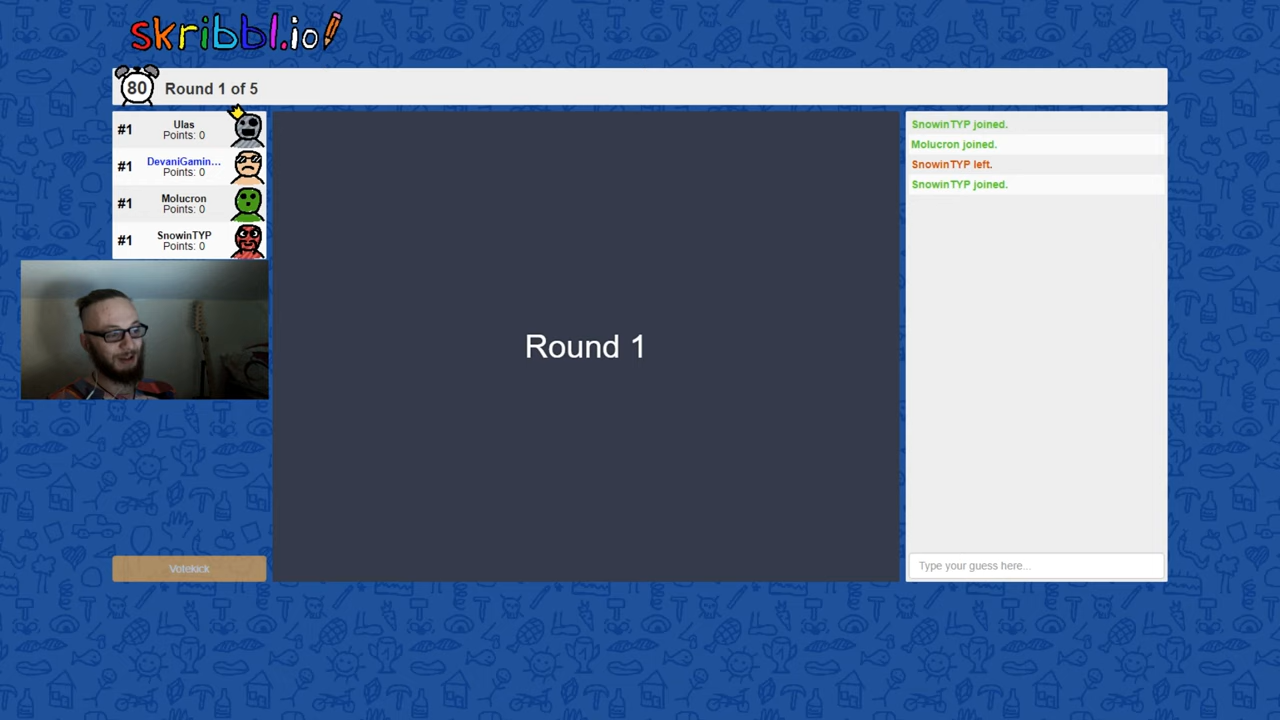 skribbl.io
80
Round 1 of 5
#1
Ulas
Points: 0
#1
DevaniGamin...
Points: 0
#1
Molucron
Points: 0
#1
SnowinTYP
Points: 0
Votekick
Round 1
SnowinTYP joined.
Molucron joined.
SnowinTYP left.
SnowinTYP joined.
Type your guess here...